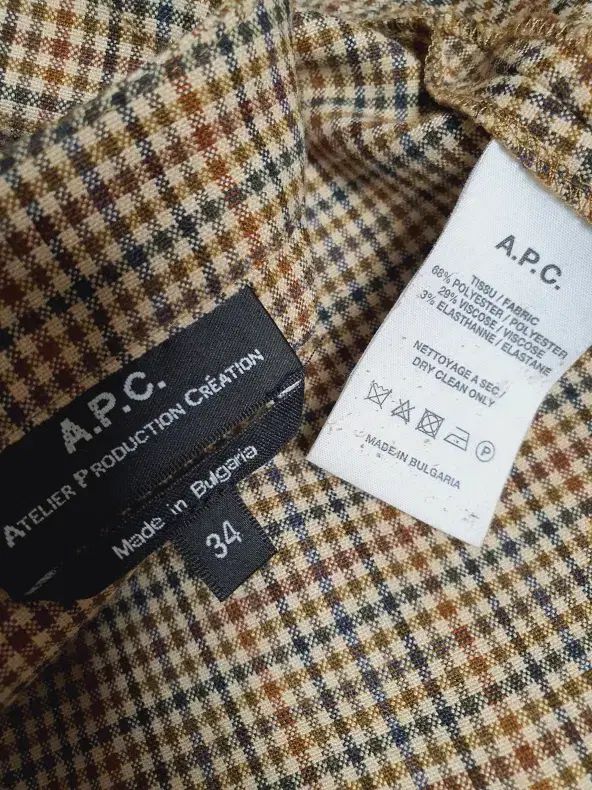 A.P.C.
ATELIER PRODUCTION CRÉATION
Made in Bulgaria
34
A.P.C.
TISSU / FABRIC
68% POLYESTER / POLYESTER
29% VISCOSE / VISCOSE
3% ELASTHANNE / ELASTANE
NETTOYAGE A SEC /
DRY CLEAN ONLY
P
MADE IN BULGARIA